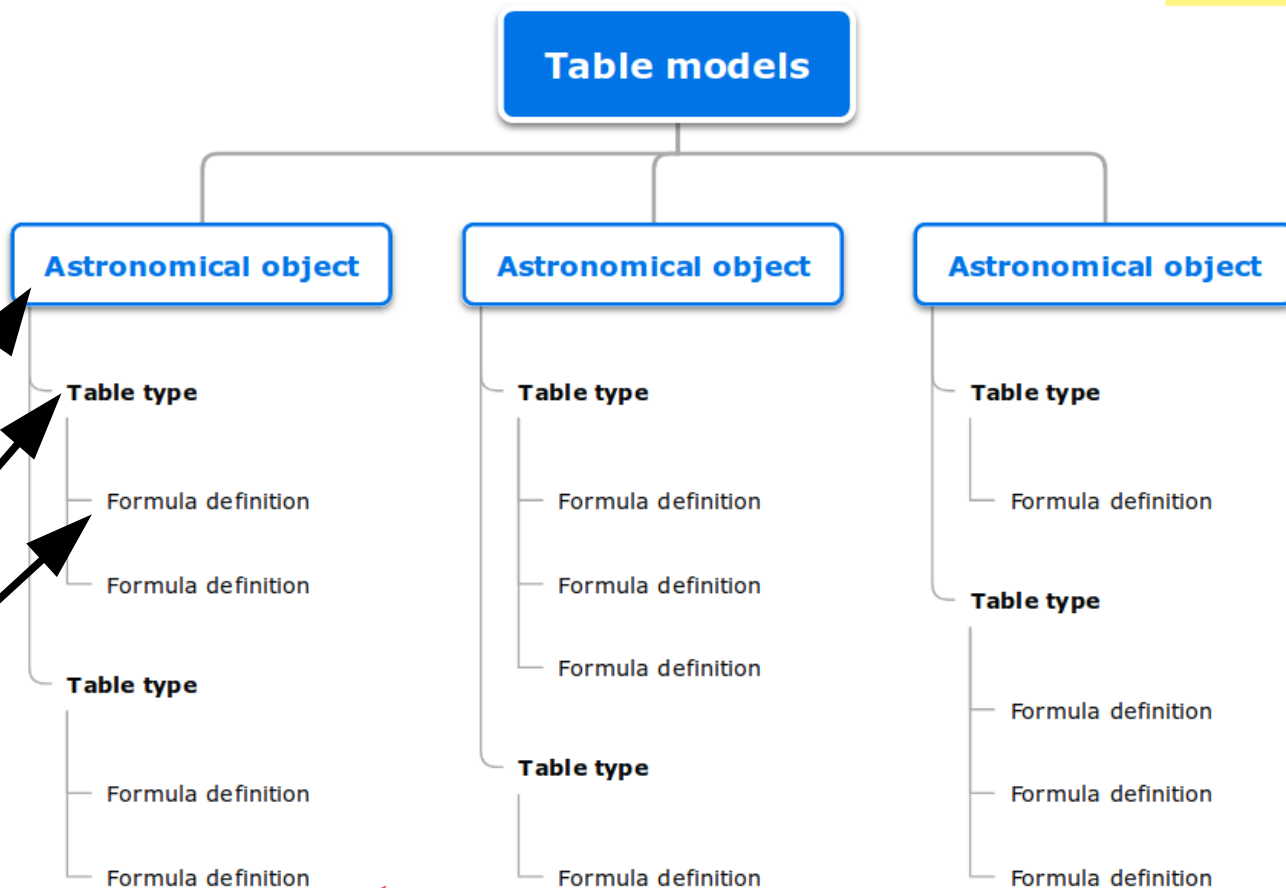 Table models
Astronomical object
Table type
Formula definition
Formula definition
Table type
Formula definition
Formula definition
Astronomical object
Table type
Formula definition
Formula definition
Formula definition
Table type
Formula definition
Astronomical object
Table type
Formula definition
Table type
Formula definition
Formula definition
Formula definition